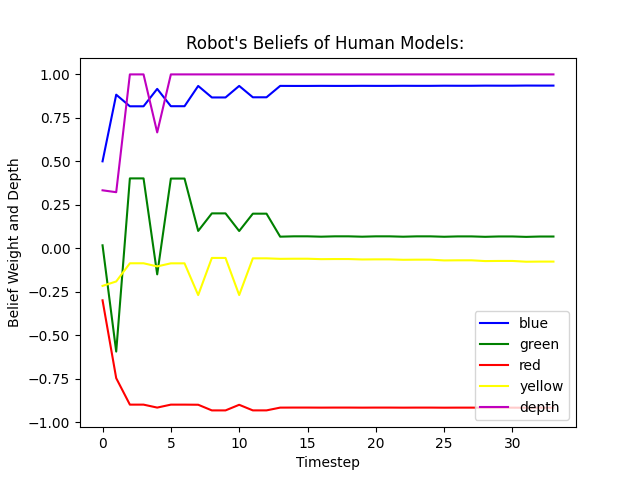 Robot's Beliefs of Human Models:
Belief Weight and Depth
1.00
0.75
0.50
0.25
0.00
−0.25
−0.50
−0.75
−1.00
0 5 10 15 20 25 30
Timestep
blue
green
red
yellow
depth